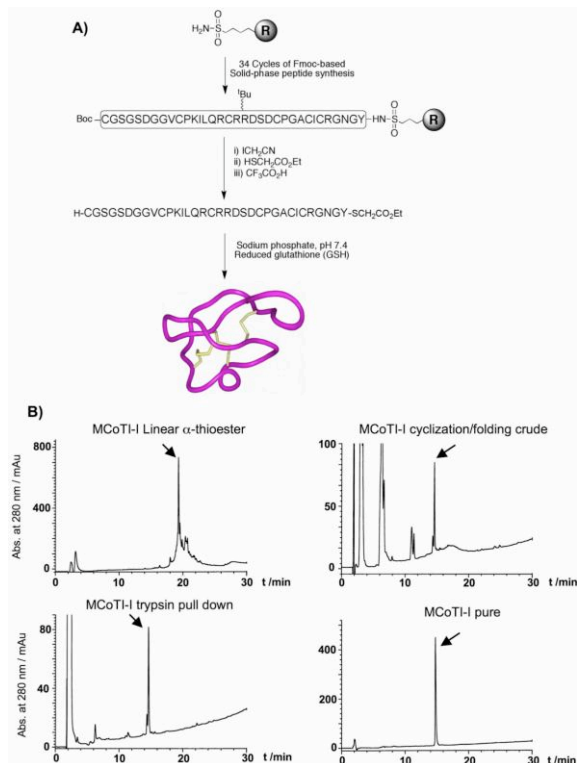 A)
O
H₂N-S
O
R
34 Cycles of Fmoc-based
Solid-phase peptide synthesis
ᵗBu
Boc-CGSGSDGGVCPKILQRCRRDSDCPGACICRGNGY-HN-S
O
O
R
i) ICH₂CN
ii) HSCH₂CO₂Et
iii) CF₃CO₂H
H-CGSGSDGGVCPKILQRCRRDSDCPGACICRGNGY-SCH₂CO₂Et
Sodium phosphate, pH 7.4
Reduced glutathione (GSH)
B)
MCoTI-I Linear α-thioester
Abs. at 280 nm / mAu
800
400
0
0 10 20 30
t /min
MCoTI-I cyclization/folding crude
100
50
0
0 10 20 30
t /min
MCoTI-I trypsin pull down
Abs. at 280 nm / mAu
80
40
0
0 10 20 30
t /min
MCoTI-I pure
400
200
0
0 10 20 30
t /min